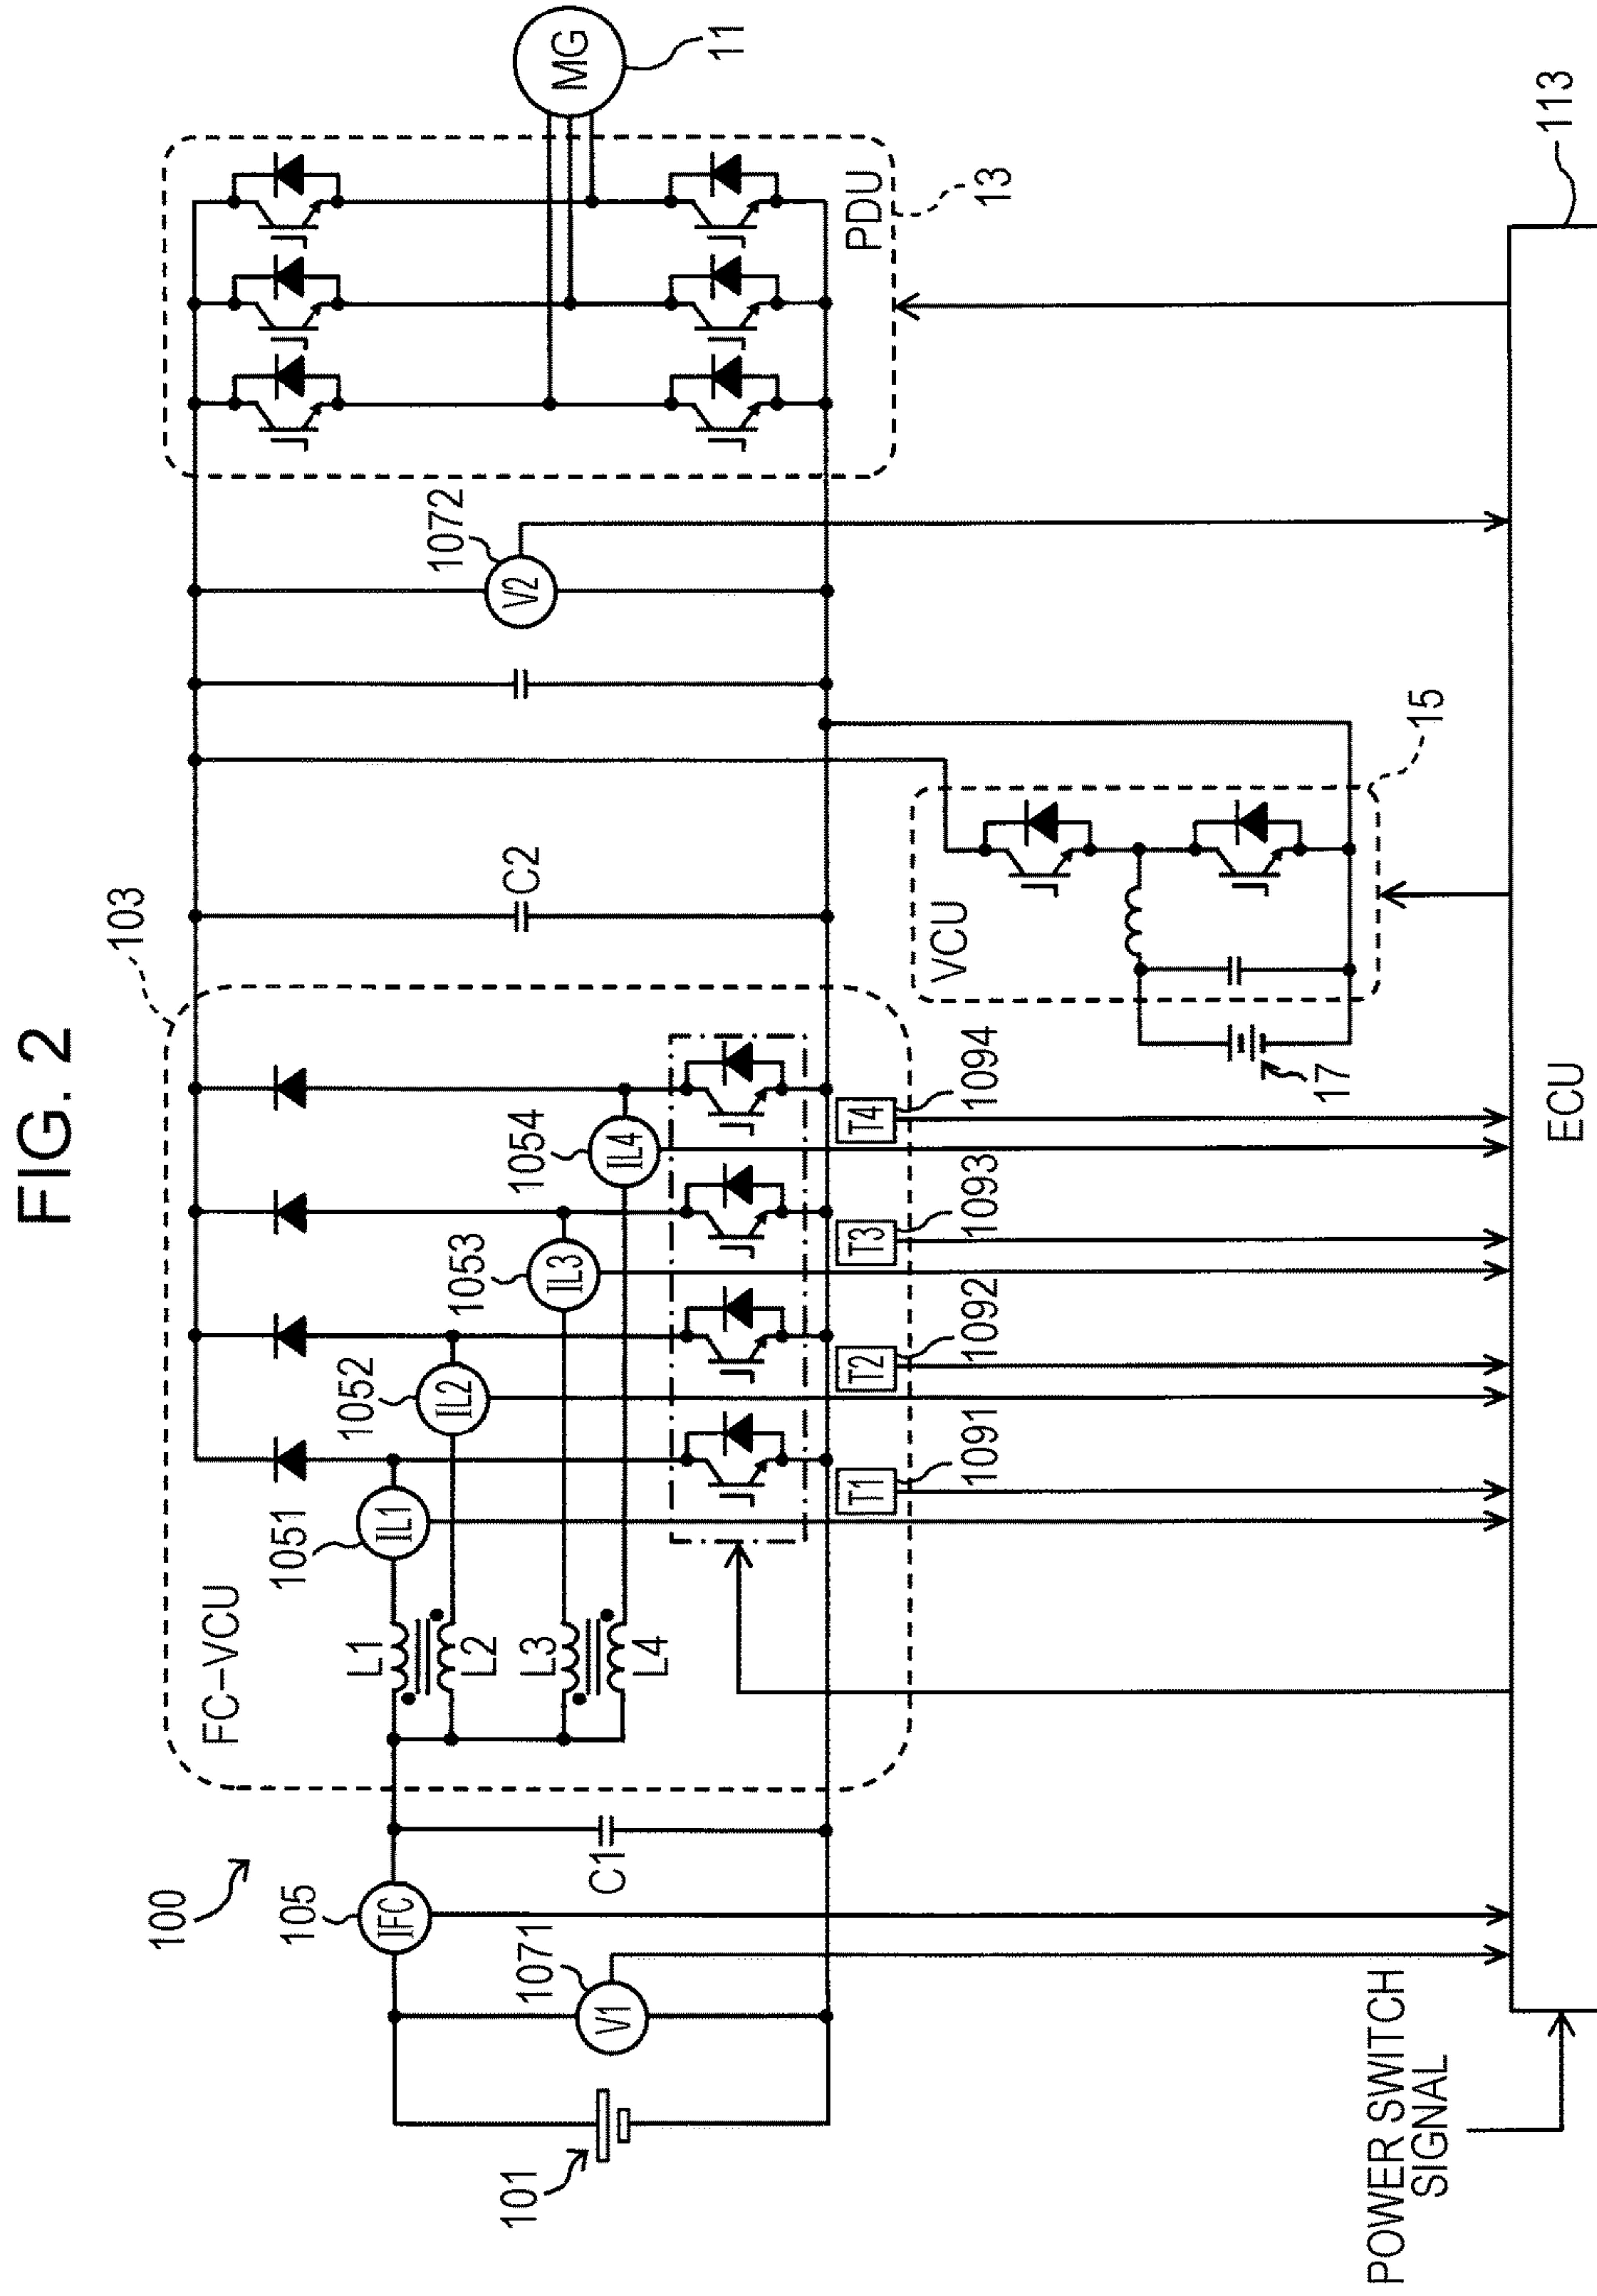 FIG. 2
100
103
FC-VCU
101
105
IFC
1071
V1
C1
L1
L2
L3
L4
1051
IL1
1052
IL2
1053
IL3
1054
IL4
T1
1091
T2
1092
T3
1093
T4
1094
C2
VCU
15
17
1072
V2
PDU
13
MG
11
POWER SWITCH
SIGNAL
ECU
113